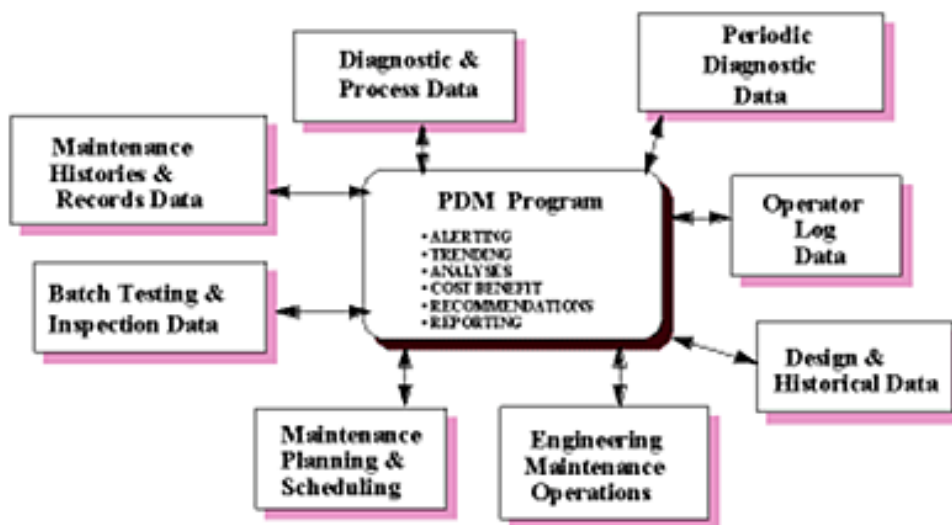 Diagnostic &
Process Data
Periodic
Diagnostic
Data
Maintenance
Histories &
Records Data
PDM Program
• ALERTING
• TRENDING
• ANALYSES
• COST BENEFIT
• RECOMMENDATIONS
• REPORTING
Operator
Log
Data
Batch Testing &
Inspection Data
Design &
Historical Data
Maintenance
Planning &
Scheduling
Engineering
Maintenance
Operations